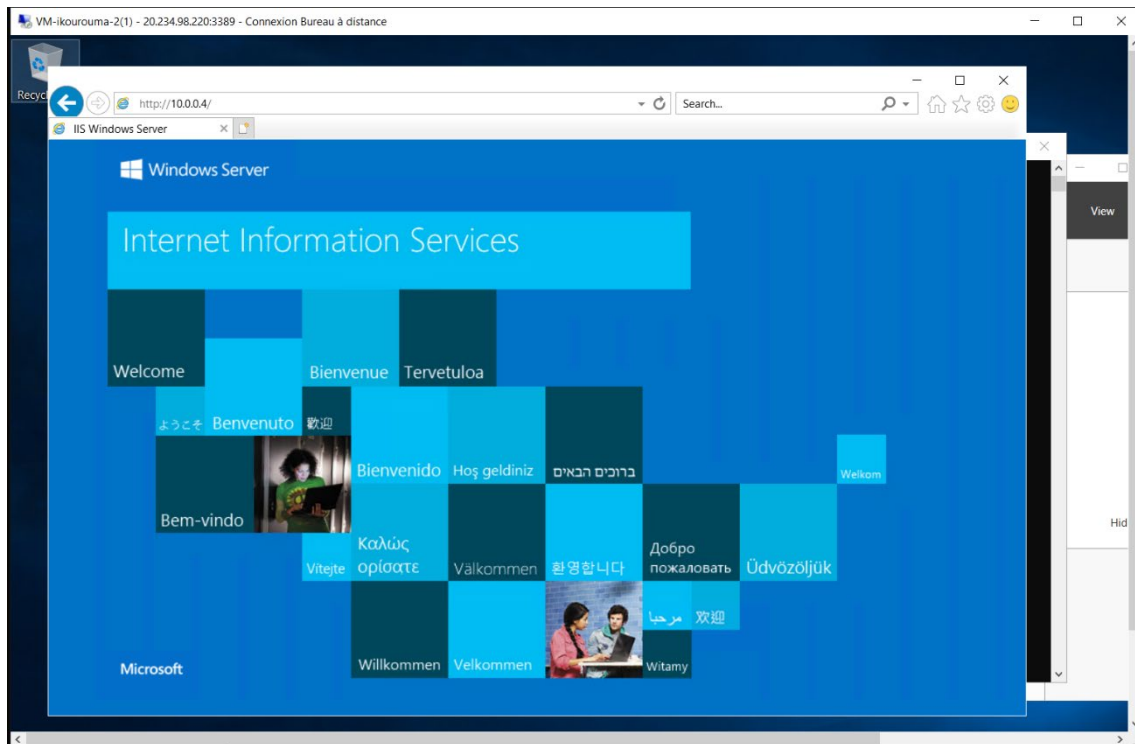 VM-ikourouma-2(1) - 20.234.98.220:3389 - Connexion Bureau à distance
http://10.0.0.4/
Search...
IIS Windows Server
Windows Server
View
Internet Information Services
Welcome
Bienvenue
Tervetuloa
ようこそ
Benvenuto
歡迎
Bienvenido
Hoş geldiniz
ברוכים הבאים
Welkom
Bem-vindo
Hid
Vítejte
Καλώς
ορίσατε
Välkommen
환영합니다
Добро
пожаловать
Üdvözöljük
مرحبا
欢迎
Microsoft
Willkommen
Velkommen
Witamy